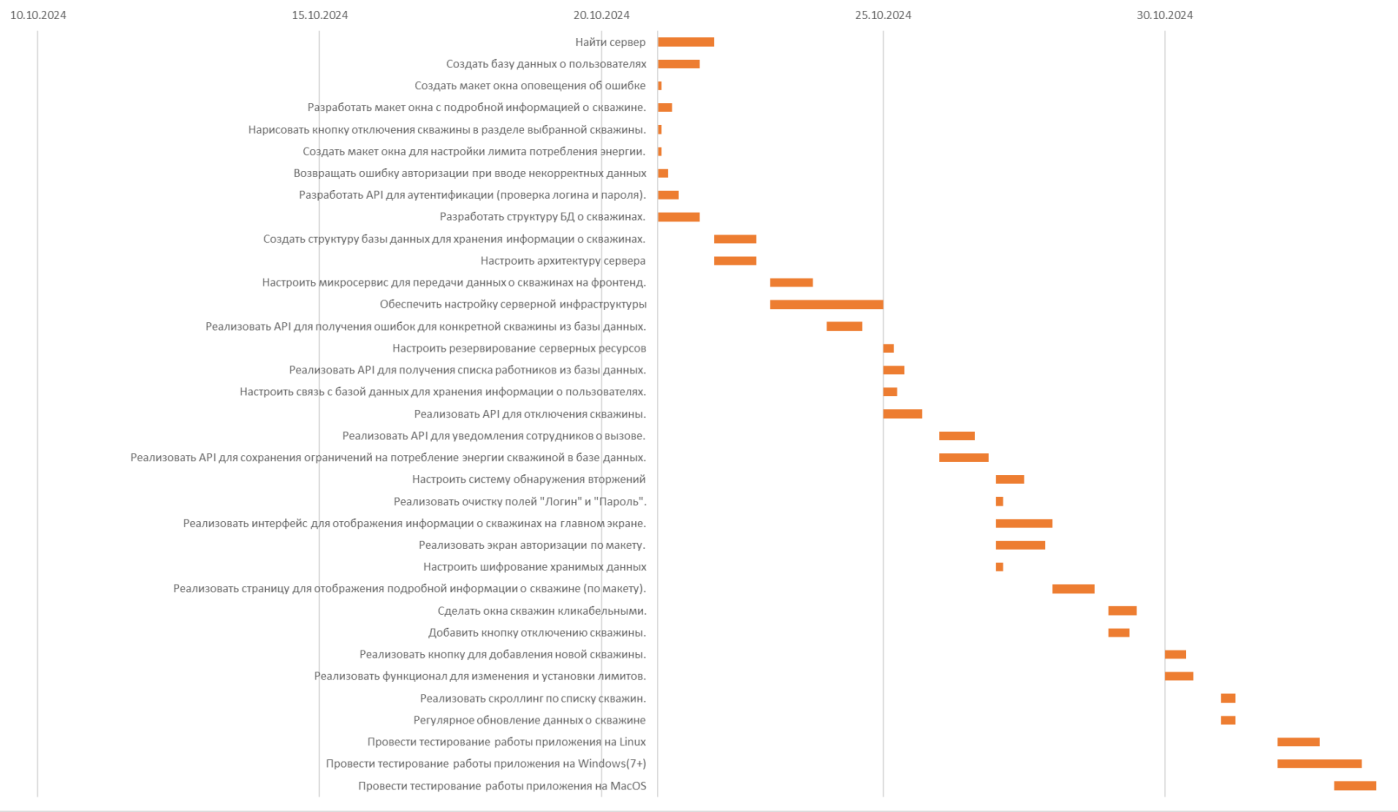 10.10.2024 15.10.2024 20.10.2024 25.10.2024 30.10.2024
Найти сервер
Создать базу данных о пользователях
Создать макет окна оповещения об ошибке
Разработать макет окна с подробной информацией о скважине.
Нарисовать кнопку отключения скважины в разделе выбранной скважины.
Создать макет окна для настройки лимита потребления энергии.
Возвращать ошибку авторизации при вводе некорректных данных
Разработать API для аутентификации (проверка логина и пароля).
Разработать структуру БД о скважинах.
Создать структуру базы данных для хранения информации о скважинах.
Настроить архитектуру сервера
Настроить микросервис для передачи данных о скважинах на фронтенд.
Обеспечить настройку серверной инфраструктуры
Реализовать API для получения ошибок для конкретной скважины из базы данных.
Настроить резервирование серверных ресурсов
Реализовать API для получения списка работников из базы данных.
Настроить связь с базой данных для хранения информации о пользователях.
Реализовать API для отключения скважины.
Реализовать API для уведомления сотрудников о вызове.
Реализовать API для сохранения ограничений на потребление энергии скважиной в базе данных.
Настроить систему обнаружения вторжений
Реализовать очистку полей "Логин" и "Пароль".
Реализовать интерфейс для отображения информации о скважинах на главном экране.
Реализовать экран авторизации по макету.
Настроить шифрование хранимых данных
Реализовать страницу для отображения подробной информации о скважине (по макету).
Сделать окна скважин кликабельными.
Добавить кнопку отключению скважины.
Реализовать кнопку для добавления новой скважины.
Реализовать функционал для изменения и установки лимитов.
Реализовать скроллинг по списку скважин.
Регулярное обновление данных о скважине
Провести тестирование работы приложения на Linux
Провести тестирование работы приложения на Windows(7+)
Провести тестирование работы приложения на MacOS